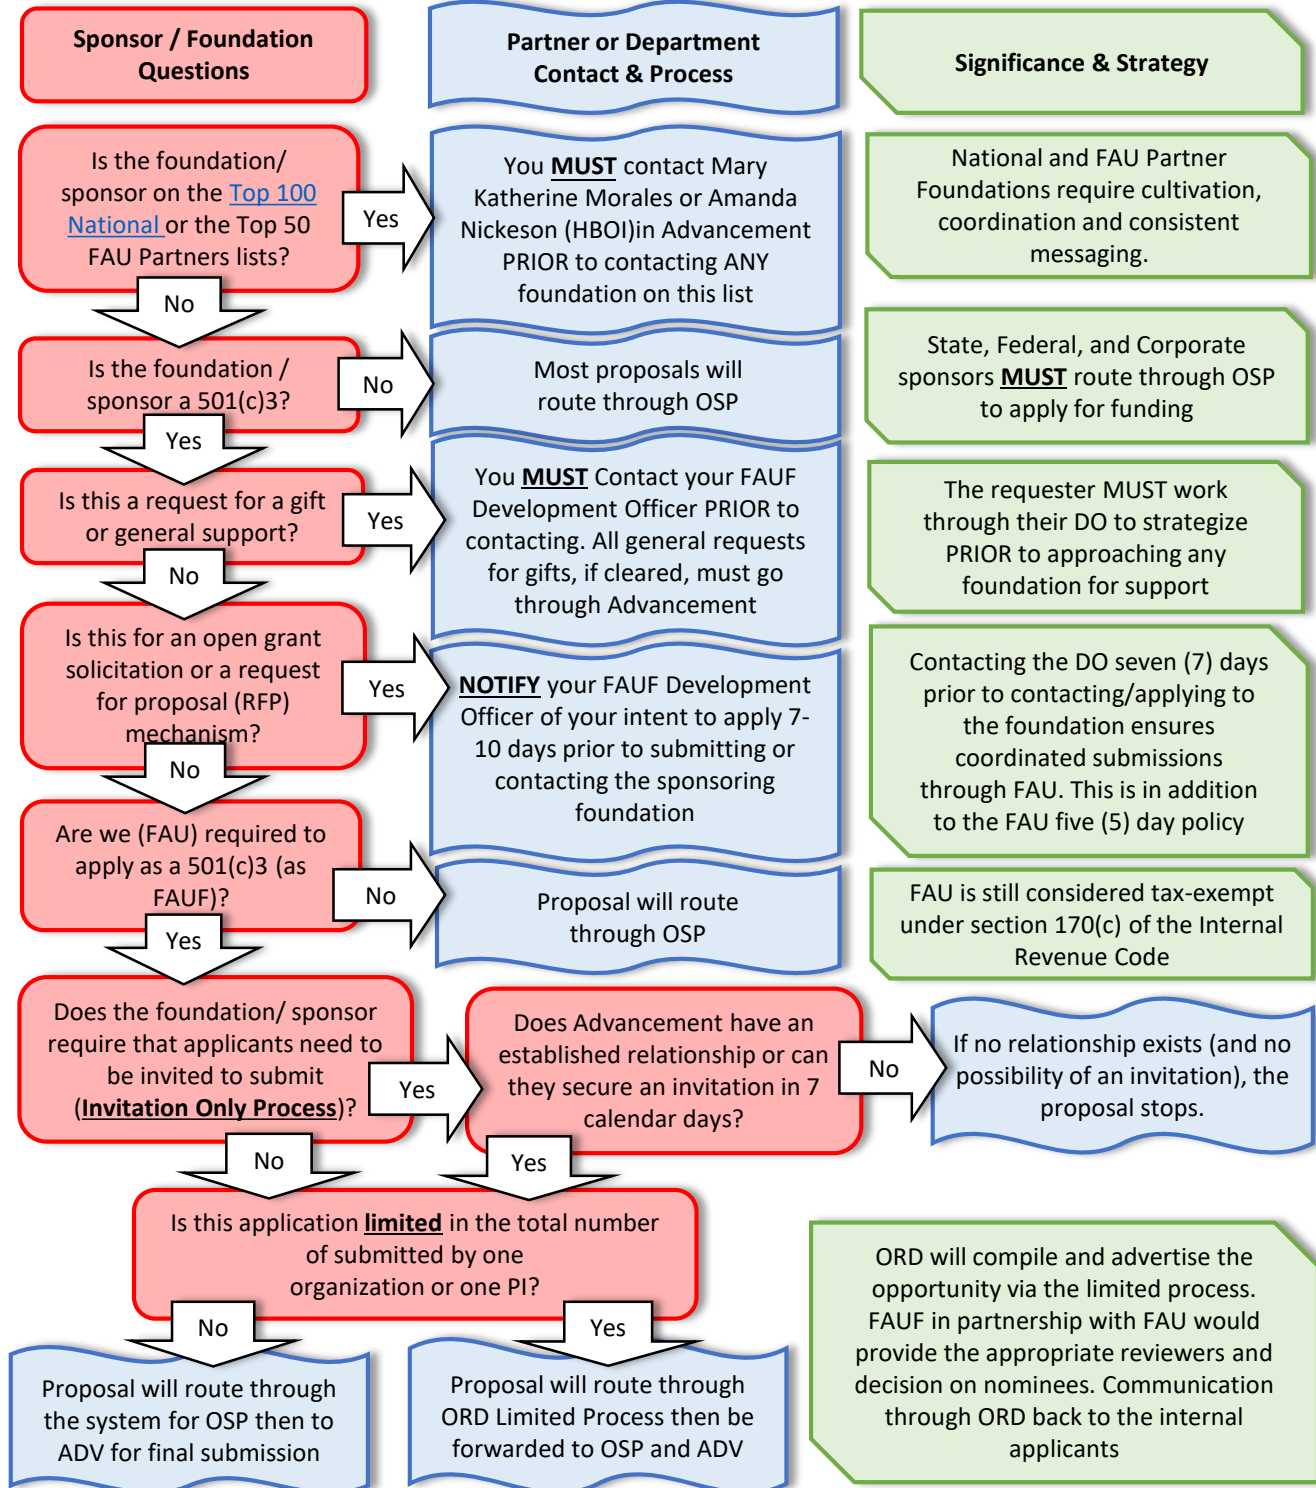 Sponsor / Foundation
Questions
Partner or Department
Contact & Process
Significance & Strategy
Is the foundation/
sponsor on the Top 100
National or the Top 50
FAU Partners lists?
Yes
You MUST contact Mary
Katherine Morales or Amanda
Nickeson (HBOI)in Advancement
PRIOR to contacting ANY
foundation on this list
National and FAU Partner
Foundations require cultivation,
coordination and consistent
messaging.
No
Is the foundation /
sponsor a 501(c)3?
No
Most proposals will
route through OSP
State, Federal, and Corporate
sponsors MUST route through OSP
to apply for funding
Yes
Is this a request for a gift
or general support?
Yes
You MUST Contact your FAUF
Development Officer PRIOR to
contacting. All general requests
for gifts, if cleared, must go
through Advancement
The requester MUST work
through their DO to strategize
PRIOR to approaching any
foundation for support
No
Is this for an open grant
solicitation or a request
for proposal (RFP)
mechanism?
Yes
NOTIFY your FAUF Development
Officer of your intent to apply 7-
10 days prior to submitting or
contacting the sponsoring
foundation
Contacting the DO seven (7) days
prior to contacting/applying to
the foundation ensures
coordinated submissions
through FAU. This is in addition
to the FAU five (5) day policy
No
Are we (FAU) required to
apply as a 501(c)3 (as
FAUF)?
No
Proposal will route
through OSP
FAU is still considered tax-exempt
under section 170(c) of the Internal
Revenue Code
Yes
Does the foundation/ sponsor
require that applicants need to
be invited to submit
(Invitation Only Process)?
Yes
Does Advancement have an
established relationship or can
they secure an invitation in 7
calendar days?
No
If no relationship exists (and no
possibility of an invitation), the
proposal stops.
No
Yes
Is this application limited in the total number
of submitted by one
organization or one PI?
ORD will compile and advertise the
opportunity via the limited process.
FAUF in partnership with FAU would
provide the appropriate reviewers and
decision on nominees. Communication
through ORD back to the internal
applicants
No
Yes
Proposal will route through
the system for OSP then to
ADV for final submission
Proposal will route through
ORD Limited Process then be
forwarded to OSP and ADV